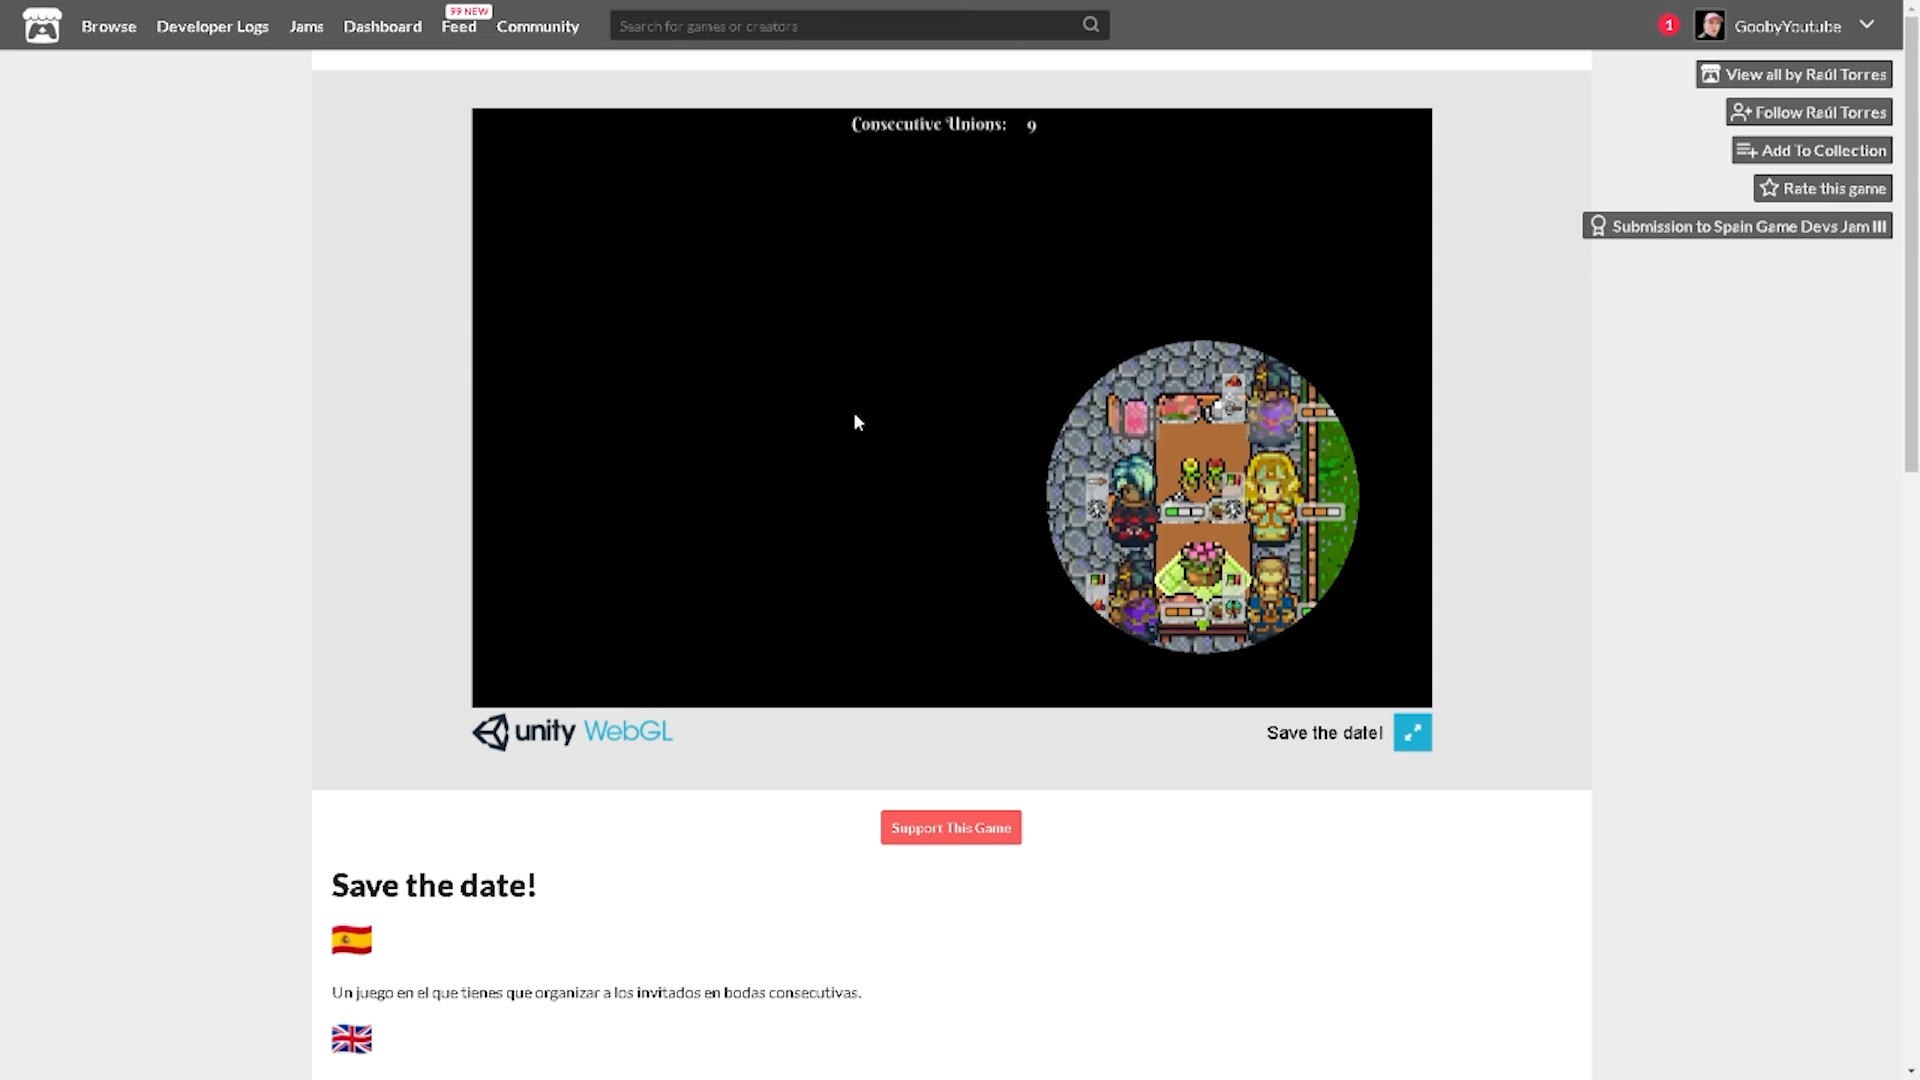 Browse
Developer Logs
Jams
Dashboard
99 NEW
Feed
Community
Search for games or creators
1
GoobyYoutube
View all by Raúl Torres
Follow Raúl Torres
Add To Collection
Rate this game
Submission to Spain Game Devs Jam III
Consecutive Unions: 9
unity WebGL
Save the date!
Support This Game
Save the date!
Un juego en el que tienes que organizar a los invitados en bodas consecutivas.